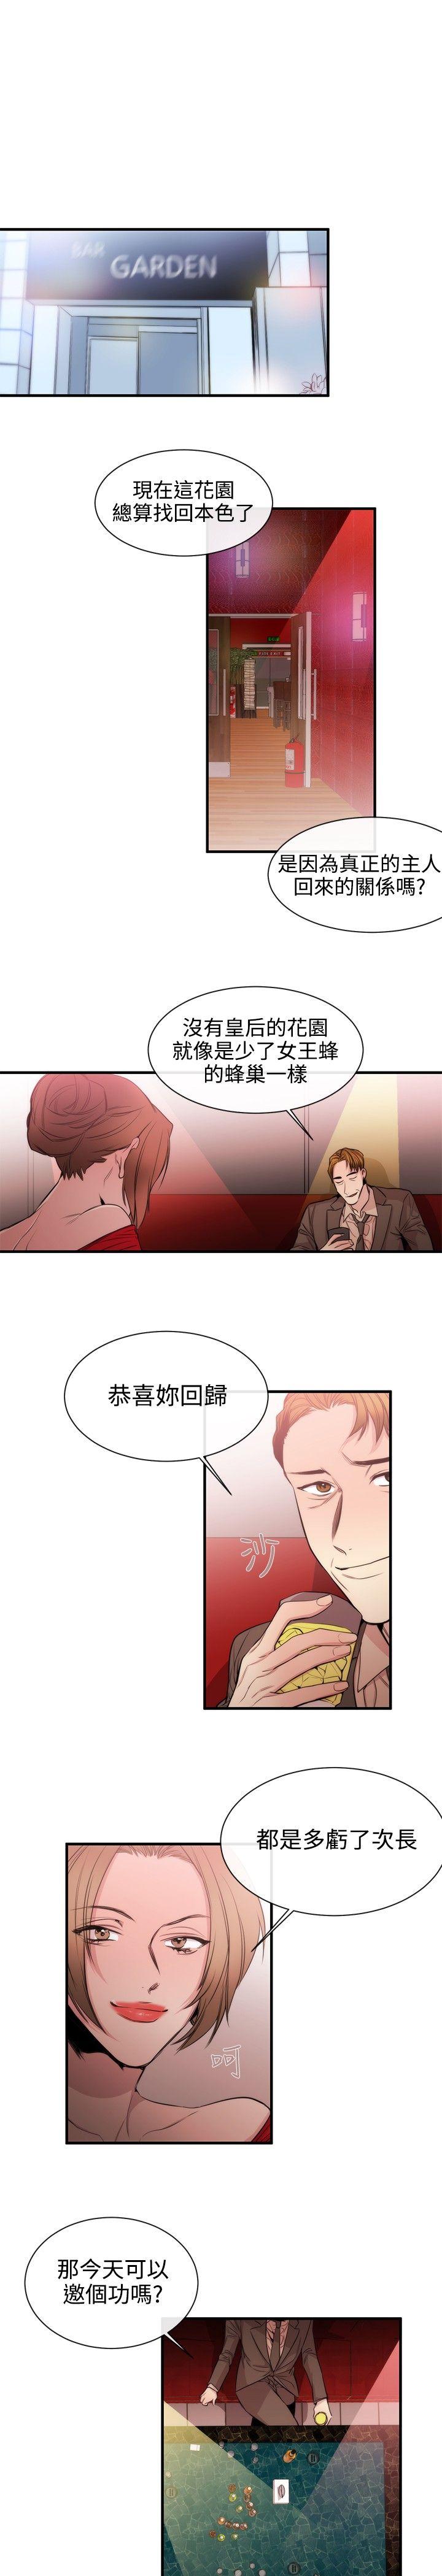 BAR
GARDEN
現在這花園
總算找回本色了
是因為真正的主人
回來的關係嗎?
沒有皇后的花園
就像是少了女王蜂
的蜂巢一樣
恭喜妳回歸
沙
都是多虧了次長
呵
那今天可以
邀個功嗎?